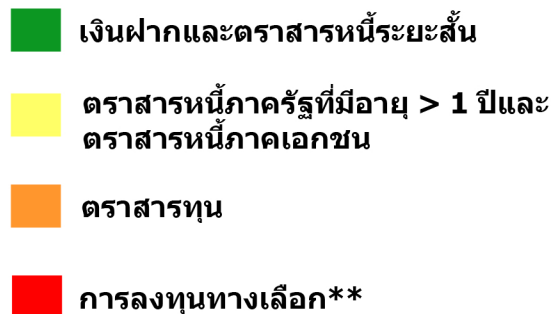 เงินฝากและตราสารหนี้ระยะสั้น
ตราสารหนี้ภาครัฐที่มีอายุ > 1 ปีและ
ตราสารหนี้ภาคเอกชน
ตราสารทุน
การลงทุนทางเลือก**